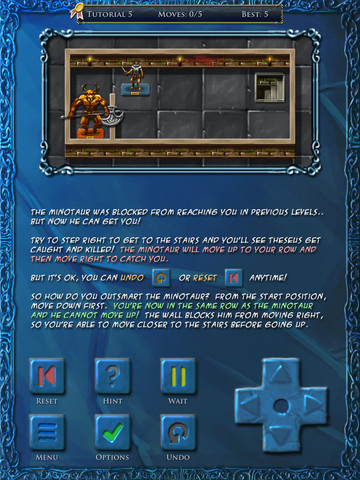 Tutorial 5 Moves: 0/5 Best: 5
The Minotaur was blocked from reaching you in previous levels..
But now he can get you!
Try to step right to get to the stairs and you'll see Theseus get
caught and killed! The Minotaur will move up to your row and
then move right to catch you.
But it's ok, you can undo or reset anytime!
So how do you outsmart the Minotaur? From the start position,
move down first. You're now in the same row as the Minotaur
and he cannot move up! The wall blocks him from moving right,
so you're able to move closer to the stairs before going up.
Reset Hint Wait
Menu Options Undo